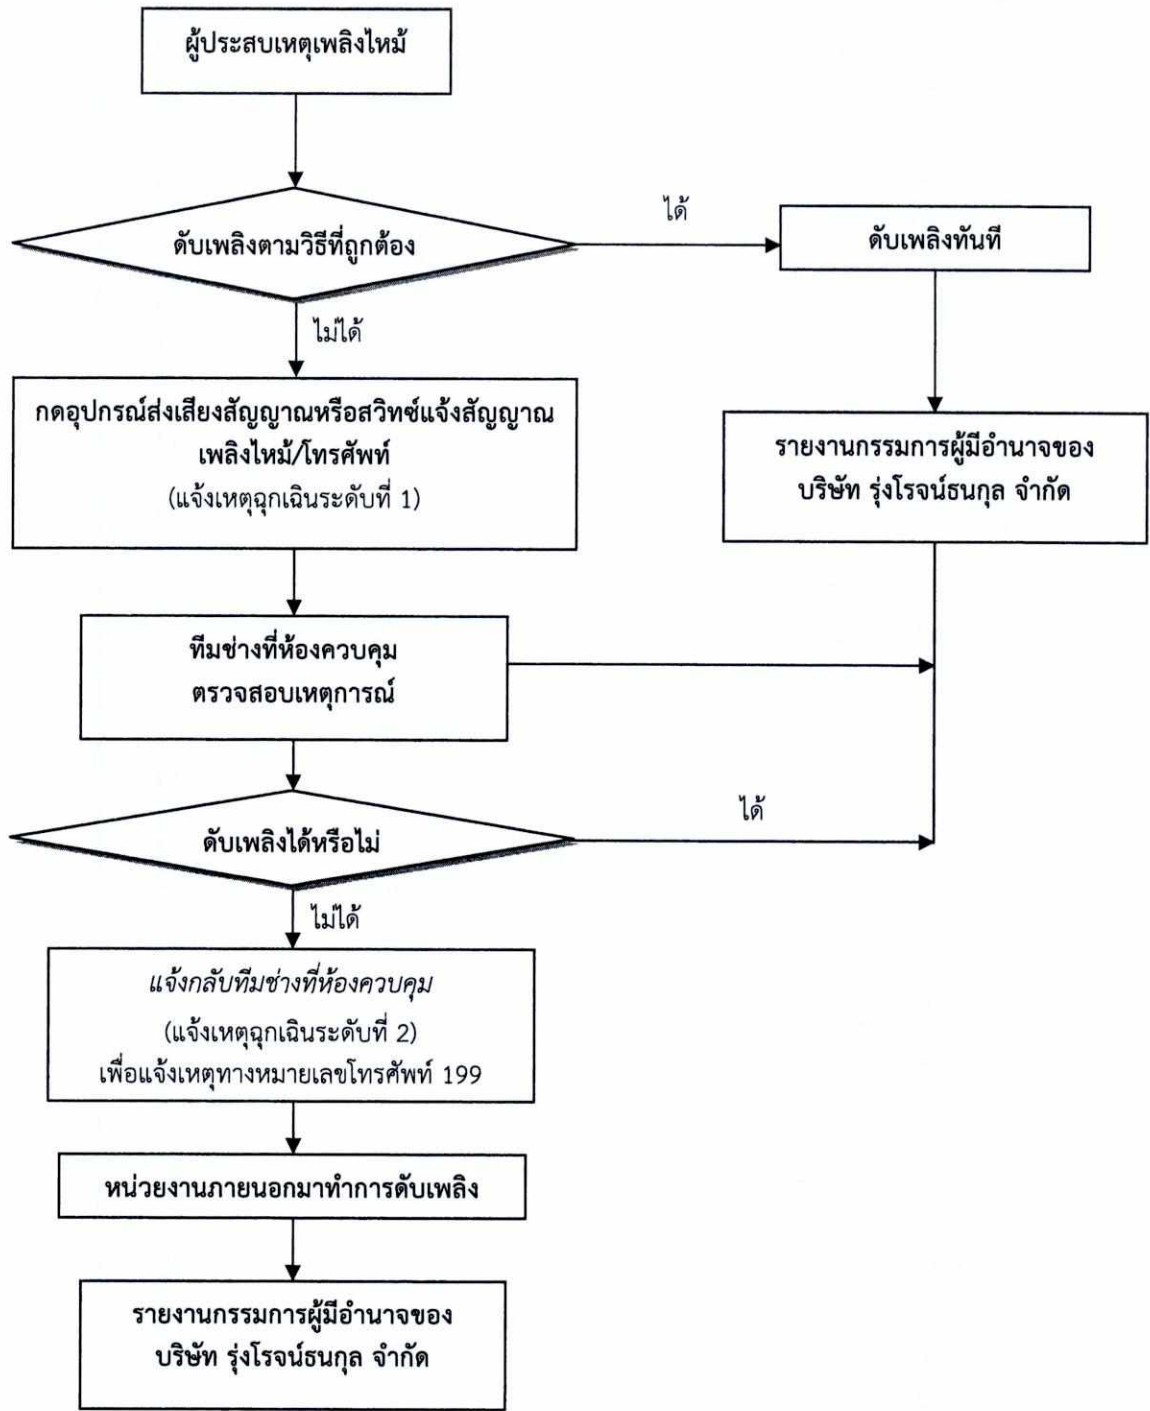 ผู้ประสบเหตุเพลิงไหม้
ดับเพลิงตามวิธีที่ถูกต้อง
ได้
ดับเพลิงทันที
ไม่ได้
กดอุปกรณ์ส่งเสียงสัญญาณหรือสวิทซ์แจ้งสัญญาณ
เพลิงไหม้/โทรศัพท์
(แจ้งเหตุฉุกเฉินระดับที่ 1)
รายงานกรรมการผู้มีอำนาจของ
บริษัท รุ่งโรจน์ธนกุล จำกัด
ทีมช่างที่ห้องควบคุม
ตรวจสอบเหตุการณ์
ดับเพลิงได้หรือไม่
ได้
ไม่ได้
แจ้งกลับทีมช่างที่ห้องควบคุม
(แจ้งเหตุฉุกเฉินระดับที่ 2)
เพื่อแจ้งเหตุทางหมายเลขโทรศัพท์ 199
หน่วยงานภายนอกมาทำการดับเพลิง
รายงานกรรมการผู้มีอำนาจของ
บริษัท รุ่งโรจน์ธนกุล จำกัด